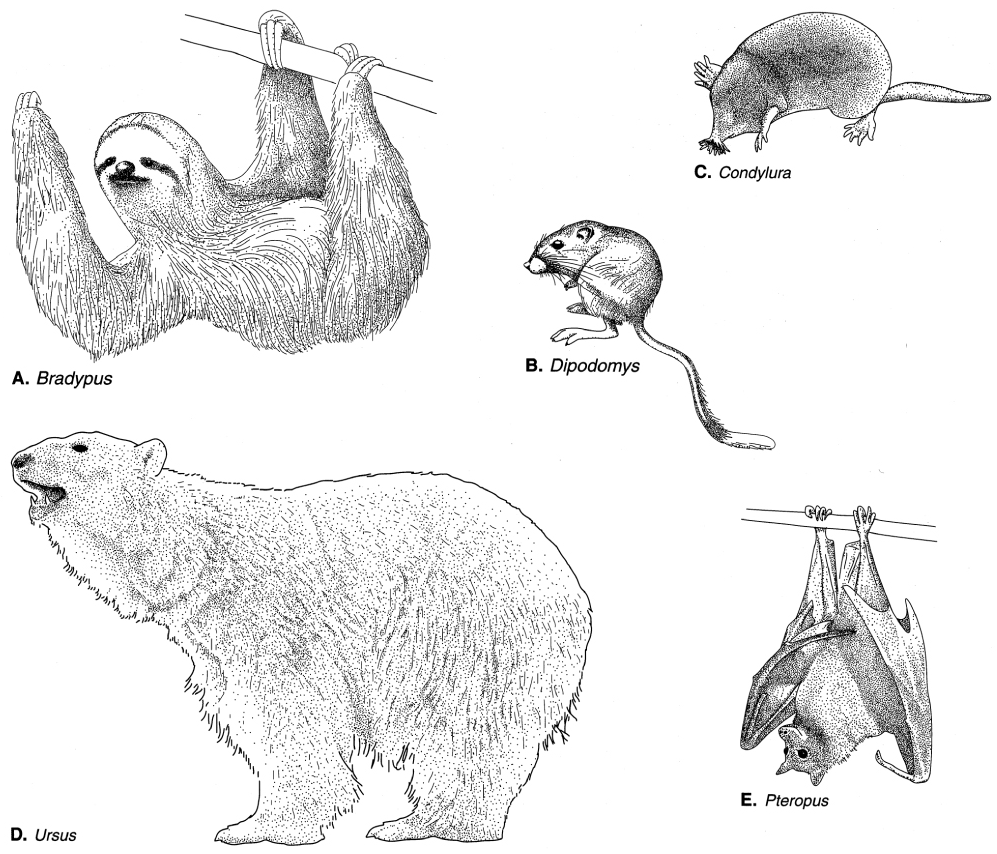 A. Bradypus
B. Dipodomys
C. Condylura
D. Ursus
E. Pteropus